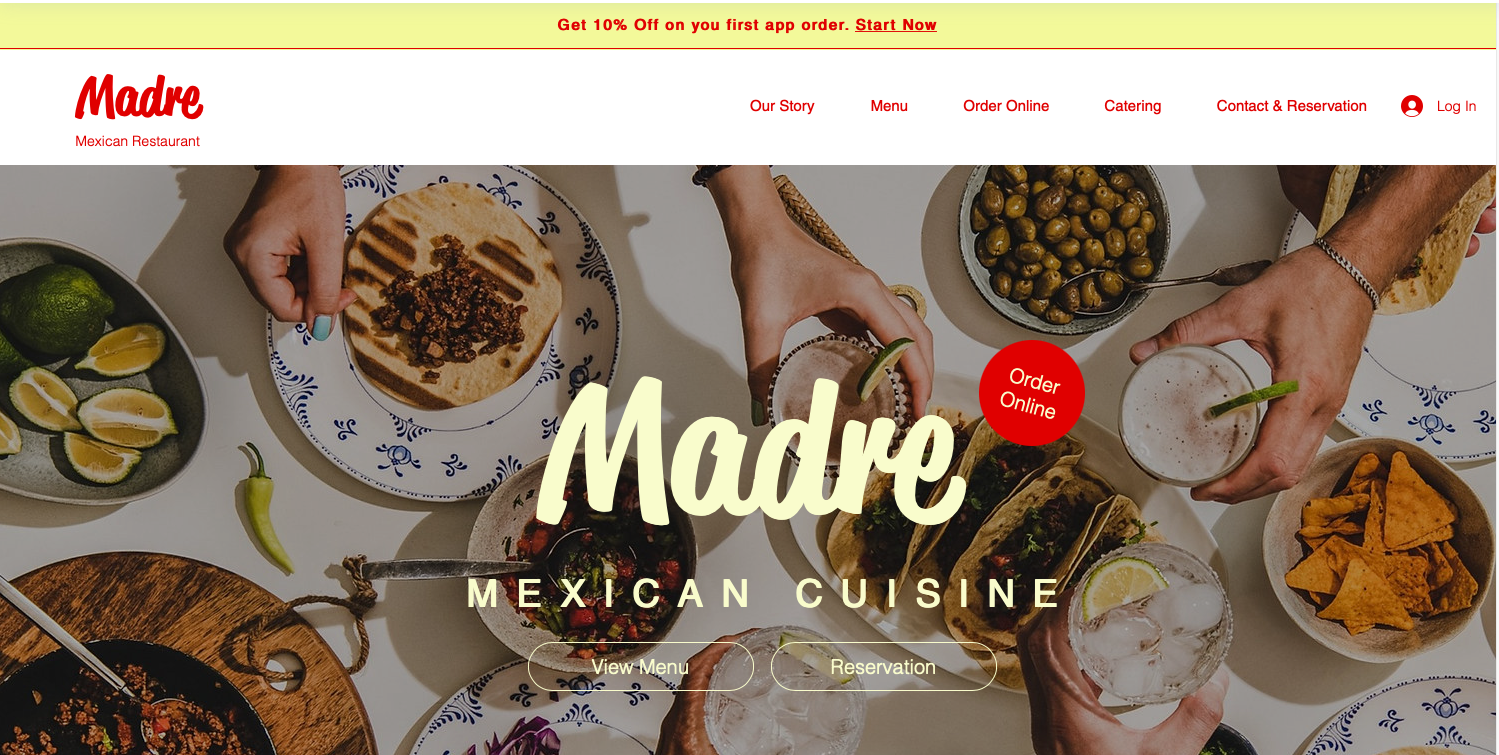 Get 10% Off on you first app order. Start Now
Madre
Mexican Restaurant
Our Story
Menu
Order Online
Catering
Contact & Reservation
Log In
Order
Online
Madre
MEXICAN CUISINE
View Menu
Reservation